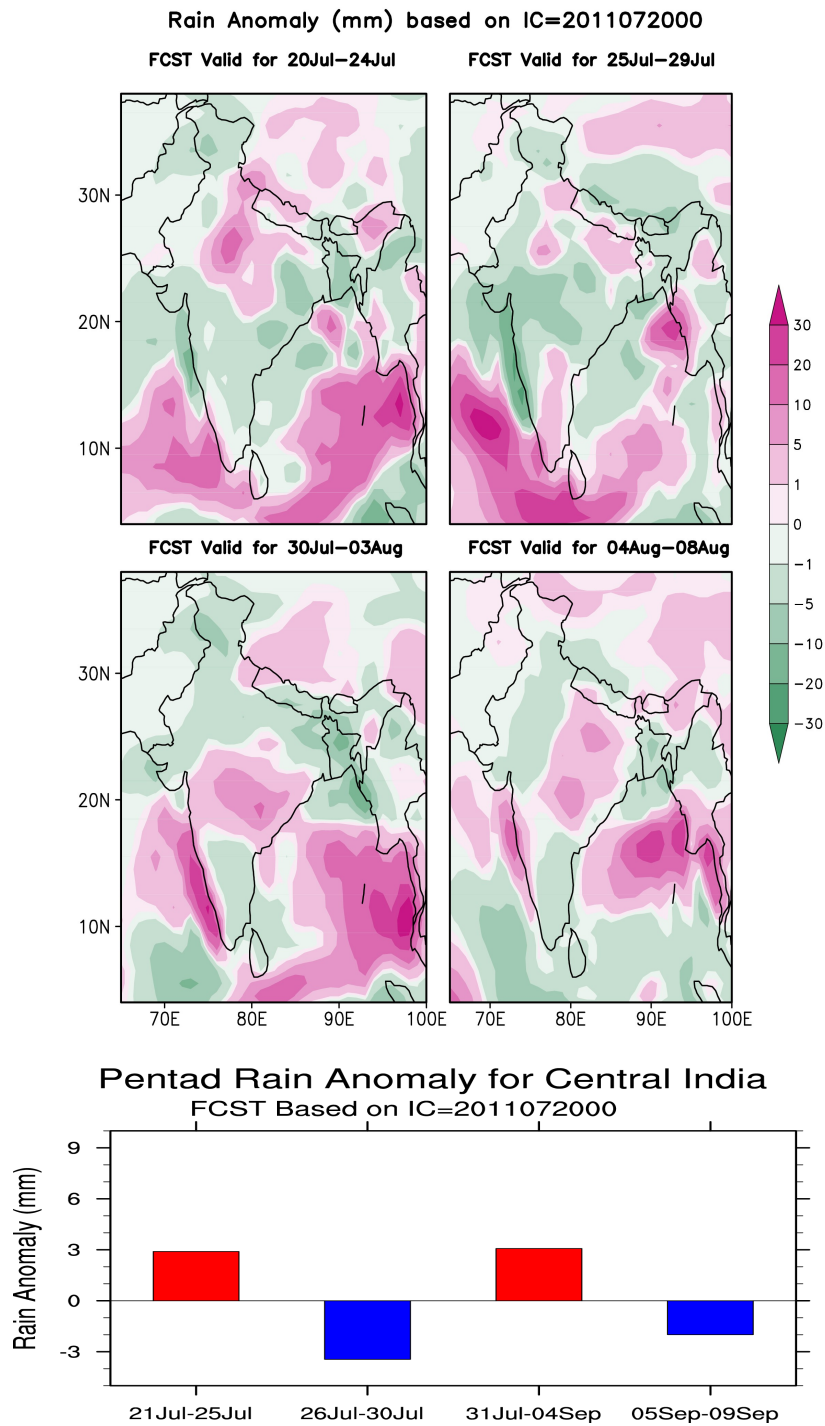 Rain Anomaly (mm) based on IC=2011072000
FCST Valid for 20Jul–24Jul
FCST Valid for 25Jul–29Jul
30N
20N
10N
FCST Valid for 30Jul–03Aug
FCST Valid for 04Aug–08Aug
30N
20N
10N
70E 80E 90E 100E
70E 80E 90E 100E
30
20
10
5
1
0
−1
−5
−10
−20
−30
Pentad Rain Anomaly for Central India
FCST Based on IC=2011072000
Rain Anomaly (mm)
9
6
3
0
-3
21Jul-25Jul 26Jul-30Jul 31Jul-04Sep 05Sep-09Sep